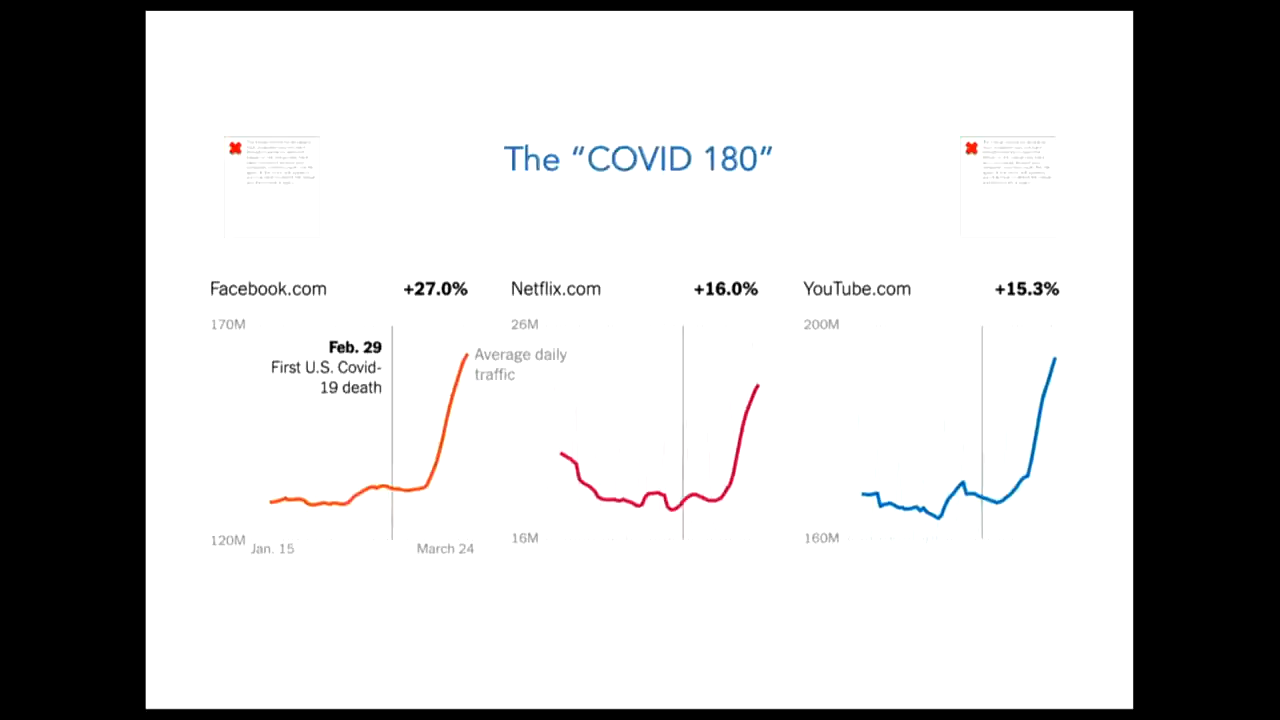 The “COVID 180”
Facebook.com +27.0%
170M
Feb. 29
First U.S. Covid-
19 death
Average daily
traffic
120M
Jan. 15
March 24
Netflix.com +16.0%
26M
16M
YouTube.com +15.3%
200M
160M